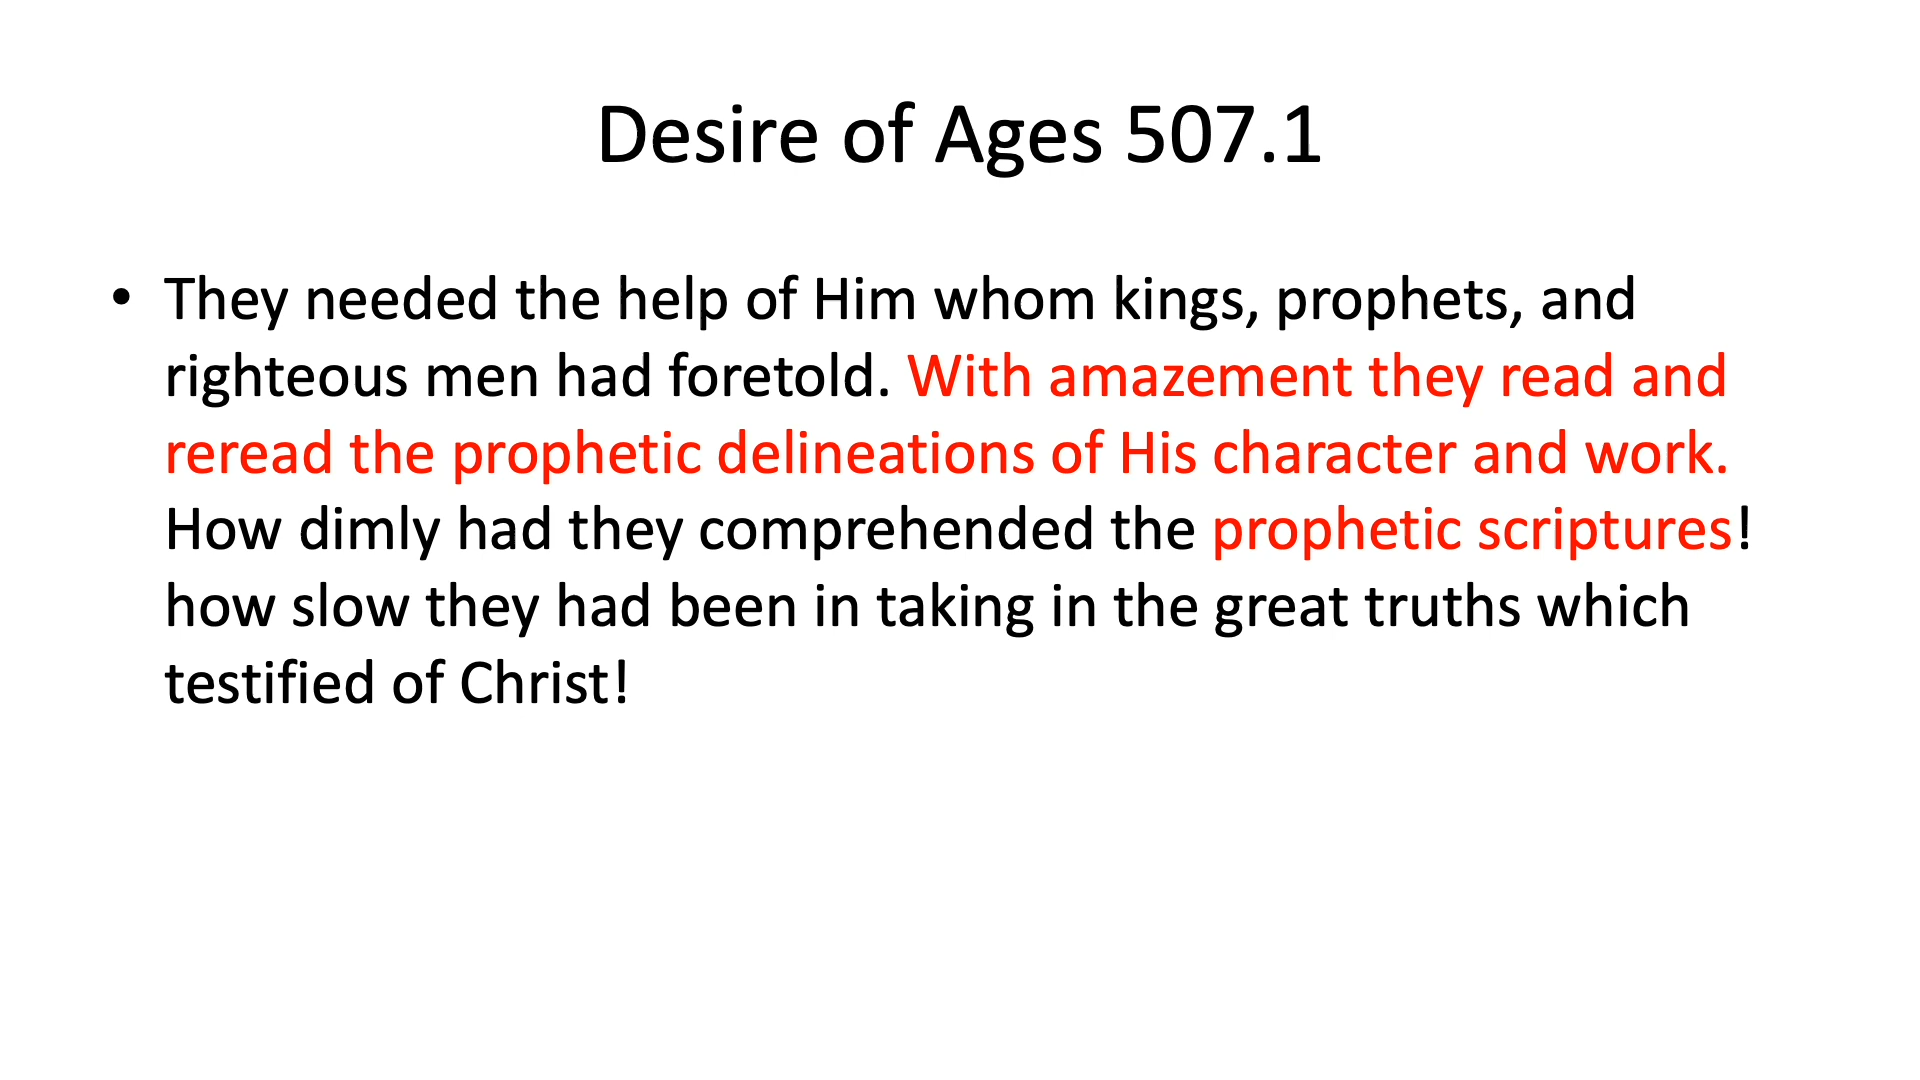 Desire of Ages 507.1
• They needed the help of Him whom kings, prophets, and
righteous men had foretold. With amazement they read and
reread the prophetic delineations of His character and work.
How dimly had they comprehended the prophetic scriptures!
how slow they had been in taking in the great truths which
testified of Christ!